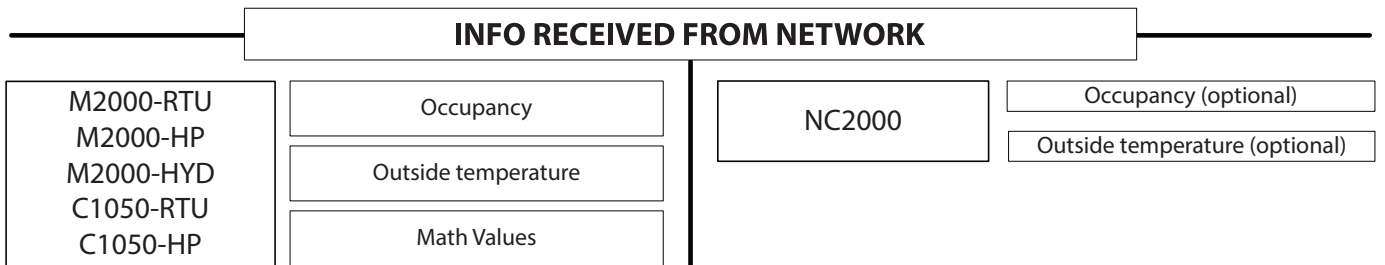 INFO RECEIVED FROM NETWORK
M2000-RTU
M2000-HP
M2000-HYD
C1050-RTU
C1050-HP
Occupancy
Outside temperature
Math Values
NC2000
Occupancy (optional)
Outside temperature (optional)